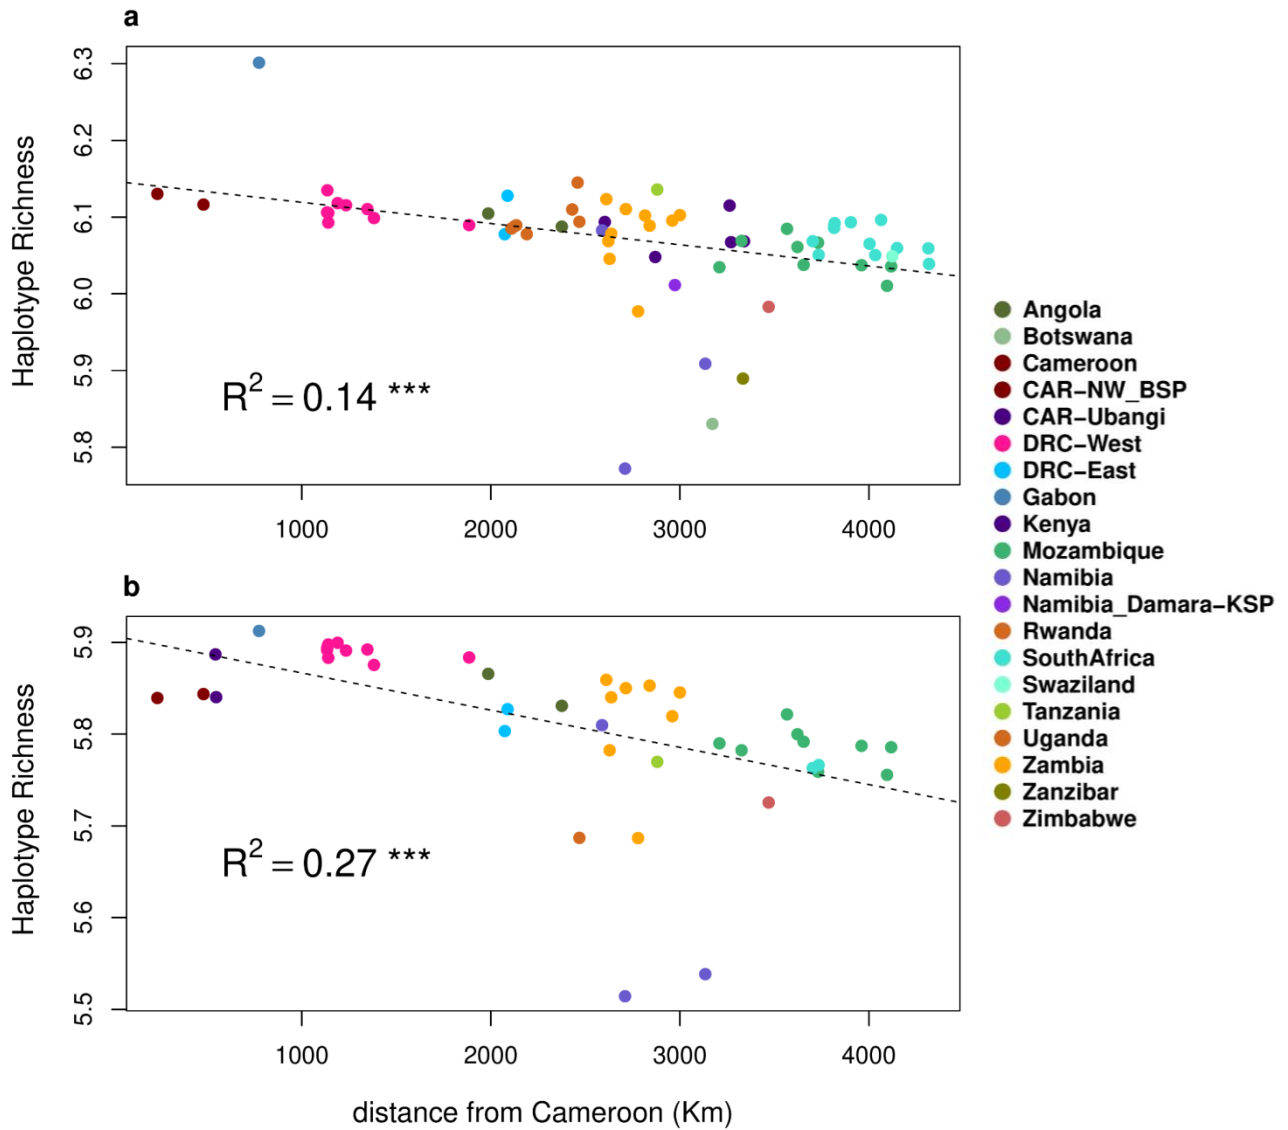 a
Haplotype Richness
6.3
6.2
6.1
6.0
5.9
5.8
R² = 0.14 ***
1000 2000 3000 4000
b
Haplotype Richness
5.9
5.8
5.7
5.6
5.5
R² = 0.27 ***
1000 2000 3000 4000
distance from Cameroon (Km)
Angola
Botswana
Cameroon
CAR−NW_BSP
CAR−Ubangi
DRC−West
DRC−East
Gabon
Kenya
Mozambique
Namibia
Namibia_Damara−KSP
Rwanda
SouthAfrica
Swaziland
Tanzania
Uganda
Zambia
Zanzibar
Zimbabwe